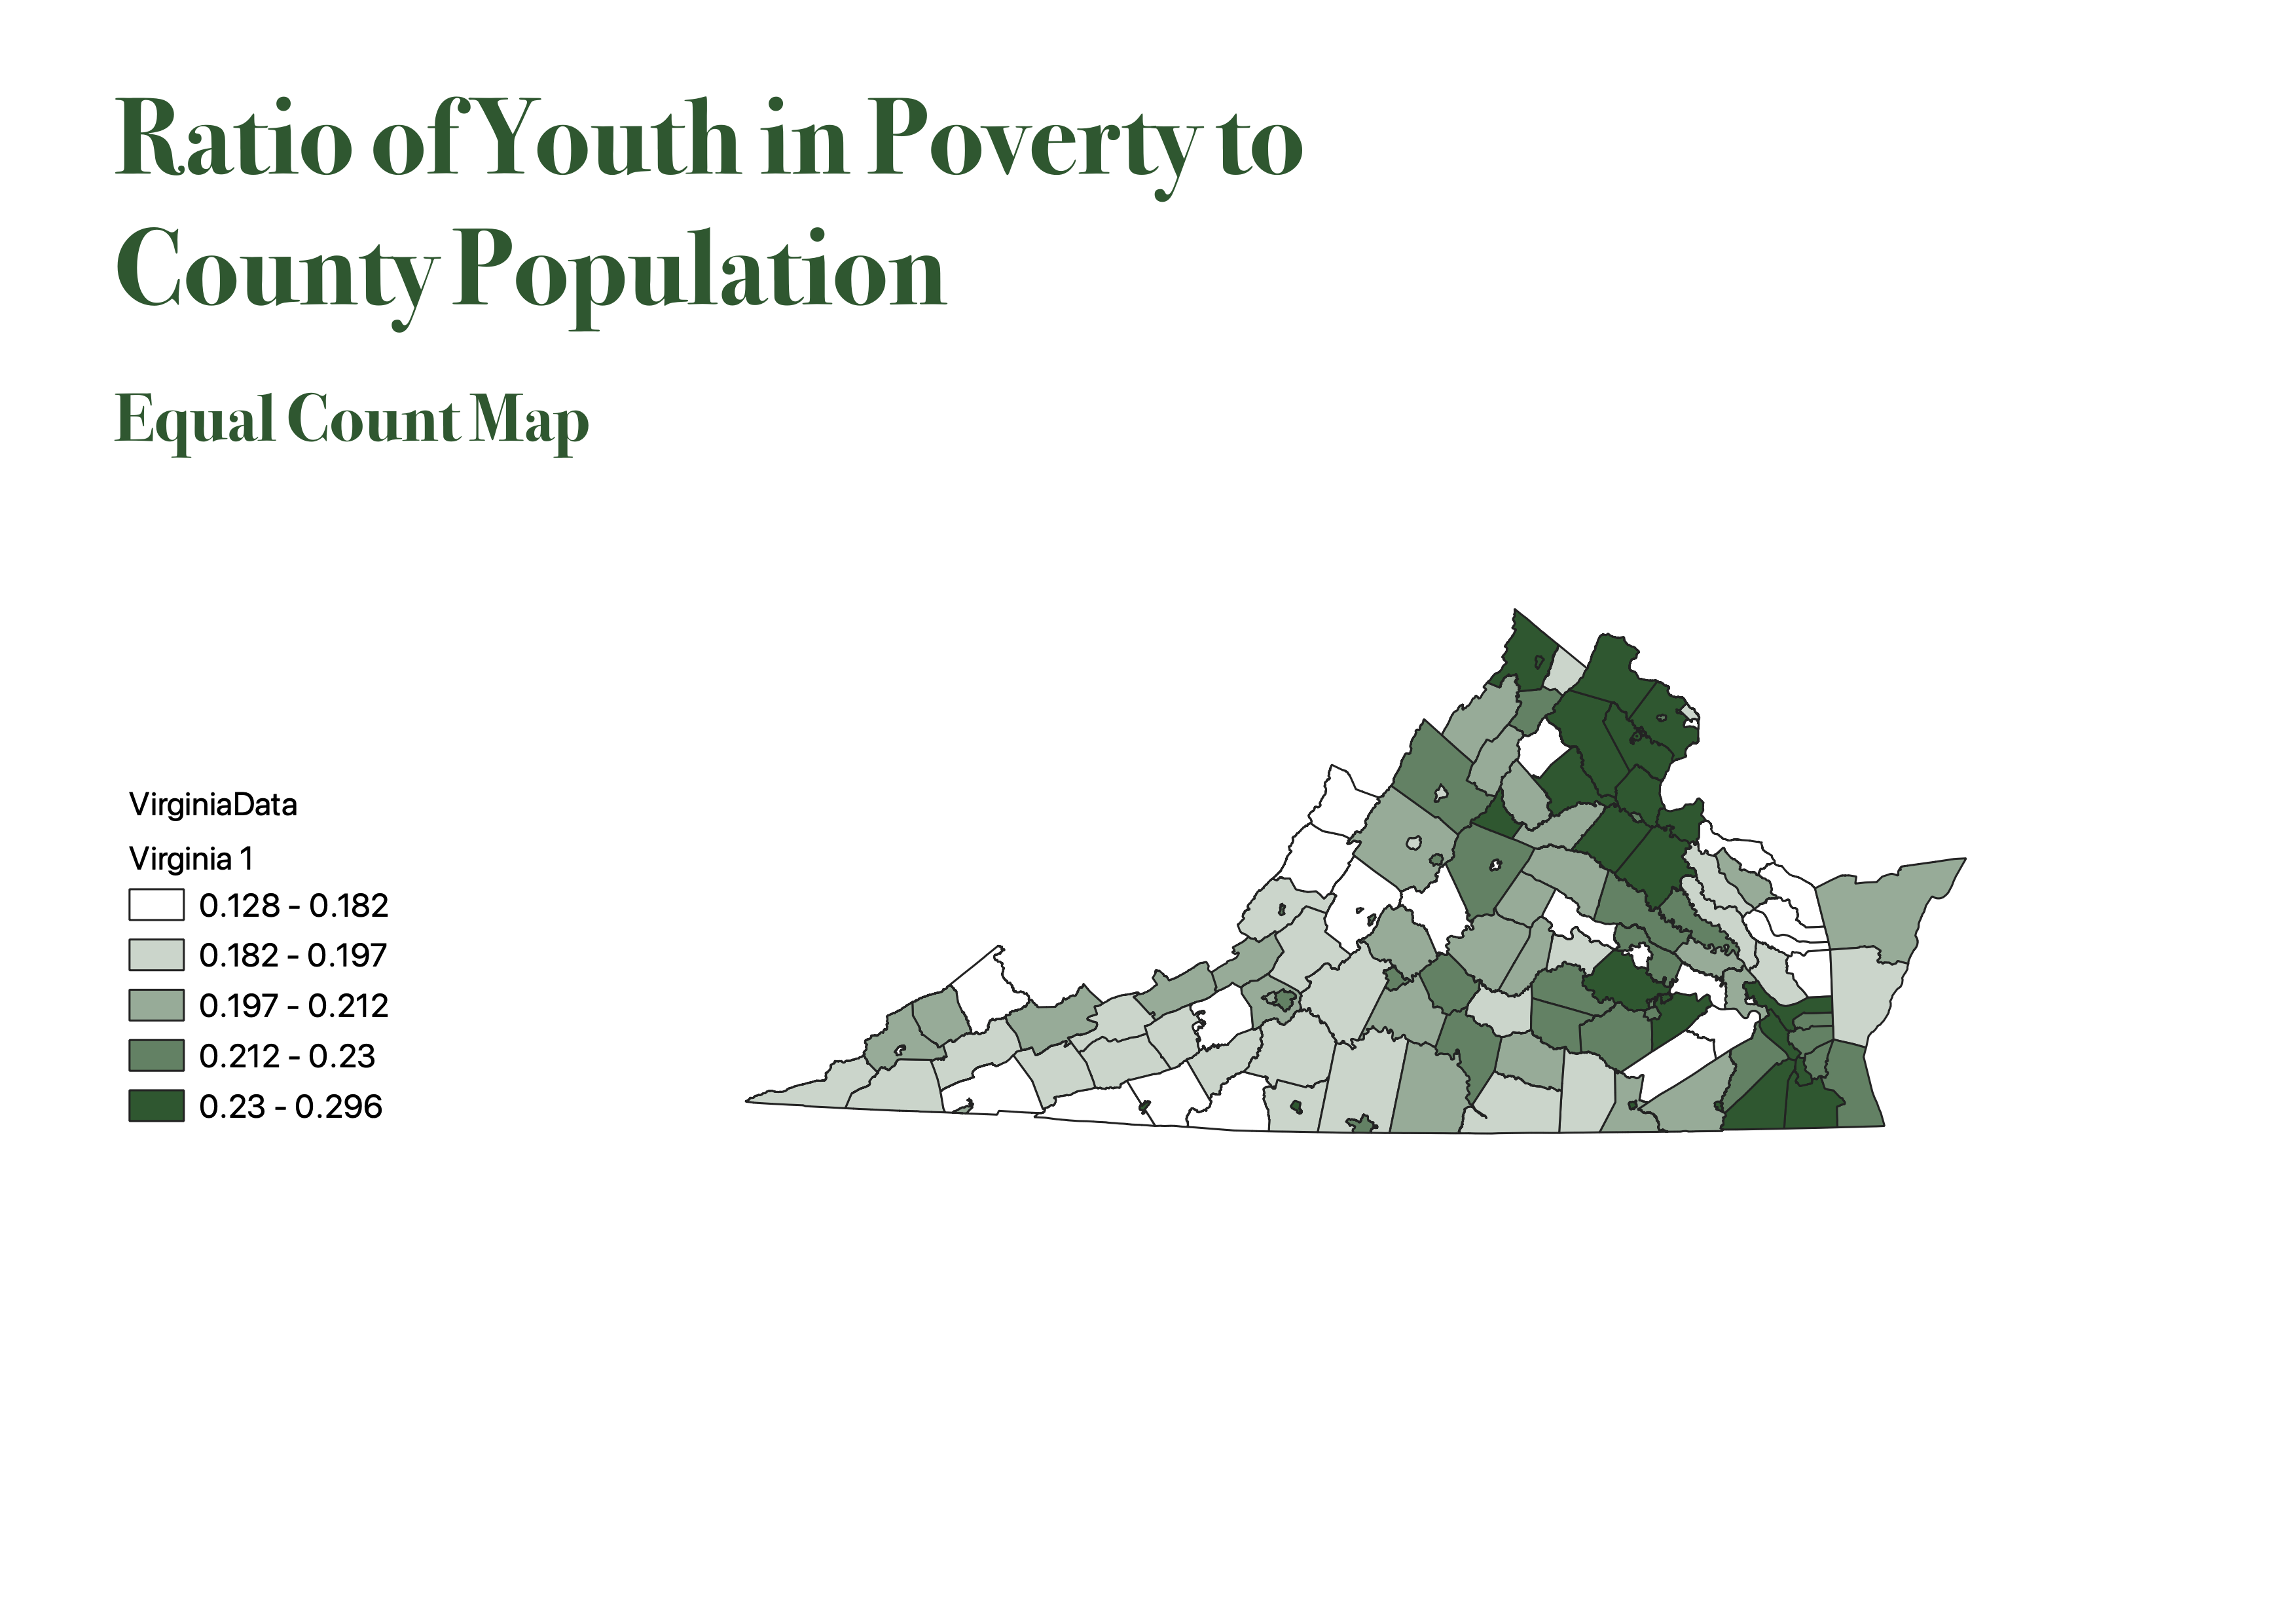 Ratio of Youth in Poverty to
County Population
Equal Count Map
VirginiaData
Virginia 1
0.128 - 0.182
0.182 - 0.197
0.197 - 0.212
0.212 - 0.23
0.23 - 0.296